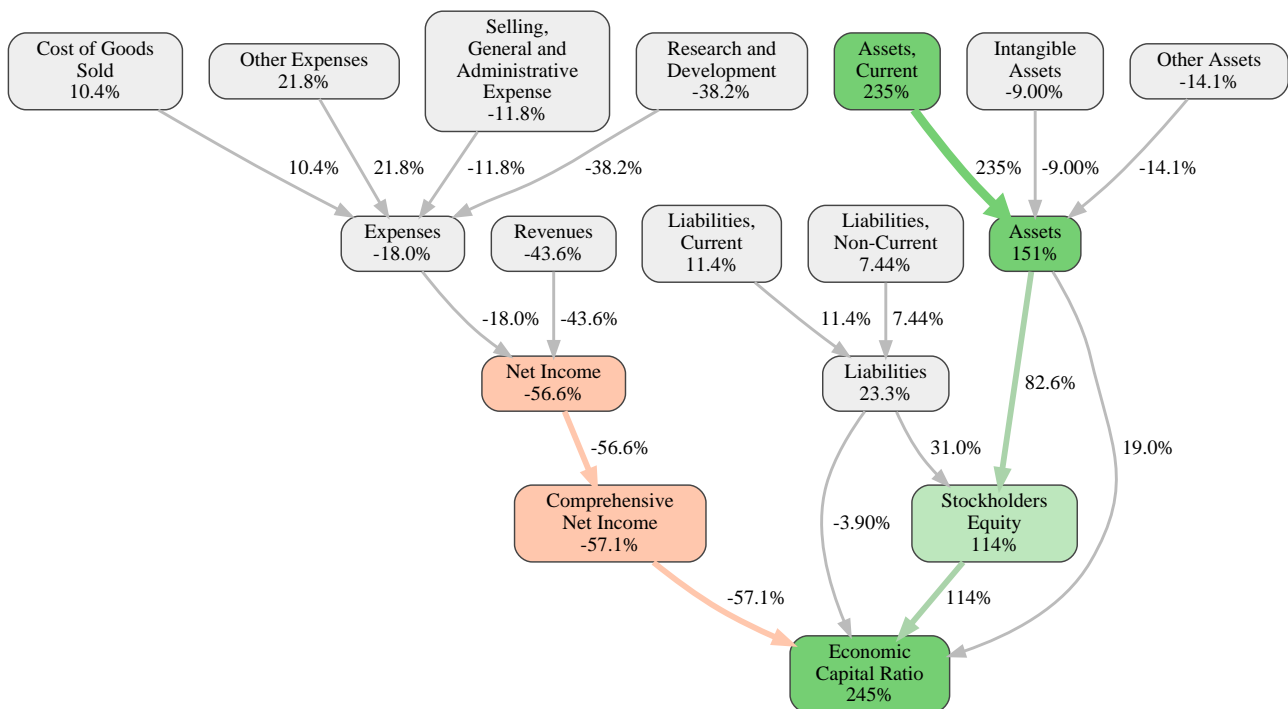 Cost of Goods
Sold
10.4%
Other Expenses
21.8%
Selling,
General and
Administrative
Expense
-11.8%
Research and
Development
-38.2%
Assets,
Current
235%
Intangible
Assets
-9.00%
Other Assets
-14.1%
10.4%
21.8%
-11.8%
-38.2%
235%
-9.00%
-14.1%
Expenses
-18.0%
Revenues
-43.6%
Liabilities,
Current
11.4%
Liabilities,
Non-Current
7.44%
Assets
151%
-18.0%
-43.6%
11.4%
7.44%
Net Income
-56.6%
Liabilities
23.3%
82.6%
-56.6%
31.0%
19.0%
Comprehensive
Net Income
-57.1%
-3.90%
Stockholders
Equity
114%
-57.1%
114%
Economic
Capital Ratio
245%